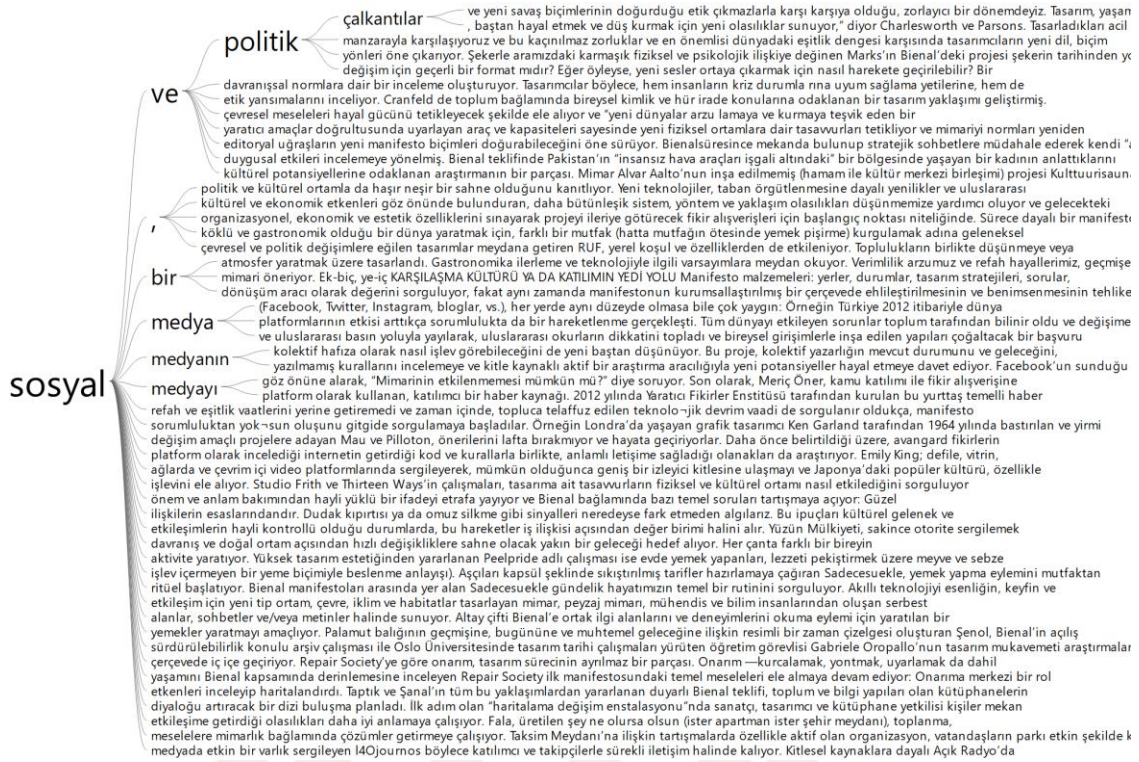 sosyal
ve
politik
çalkantılar
ve yeni savaş biçimlerinin doğurduğu etik çıkmazlarla karşı karşıya olduğu, zorlayıcı bir dönemdeyiz. Tasarım, yaşam
, baştan hayal etmek ve düş kurmak için yeni olasılıklar sunuyor,” diyor Charlesworth ve Parsons. Tasarladıkları acil
manzarayla karşılaşıyoruz ve bu kaçınılmaz zorluklar ve en önemlisi dünyadaki eşitlik dengesi karşısında tasarımcıların yeni dil, biçim
yönleri öne çıkarıyor. Şekerle aramızdaki karmaşık fiziksel ve psikolojik ilişkiye değinen Marks’ın Bienal’deki projesi şekerin tarihinden
değişim için geçerli bir format mıdır? Eğer öyleyse, yeni sesler ortaya çıkarmak için nasıl harekete geçirilebilir? Bir
davranışsal normlara dair bir inceleme oluşturuyor. Tasarımcılar böylece, hem insanların kriz durumla rına uyum sağlama yetilerine, hem de
etik yansımalarını inceliyor. Cranfeld de toplum bağlamında bireysel kimlik ve hür irade konularına odaklanan bir tasarım yaklaşımı geliştirmiş.
çevresel meseleleri hayal gücünü tetikleyecek şekilde ele alıyor ve “yeni dünyalar arzu lamaya ve kurmaya teşvik eden bir
yaratıcı amaçlar doğrultusunda uyarlayan araç ve kapasiteleri sayesinde yeni fiziksel ortamlara dair tasavvurları tetikliyor ve mimariyi normları yeniden
editoryal uğraşların yeni manifesto biçimleri doğurabileceğini öne sürüyor. Bienalsüresince mekanda bulunup stratejik sohbetlere müdahale ederek kendi “a
duygusal etkileri incelemeye yönelmiş. Bienal teklifinde Pakistan’ın “insansız hava araçları işgali altındaki” bir bölgesinde yaşayan bir kadının anlattıklarını
kültürel potansiyellerine odaklanan araştırmanın bir parçası. Mimar Alvar Aalto’nun inşa edilmemiş (hamam ile kültür merkezi birleşimi) projesi Kulttuurisauna
,
politik ve kültürel ortamla da haşır neşir bir sahne olduğunu kanıtlıyor. Yeni teknolojiler, taban örgütlenmesine dayalı yenilikler ve uluslararası
kültürel ve ekonomik etkenleri göz önünde bulunduran, daha bütünleşik sistem, yöntem ve yaklaşım olasılıkları düşünmemize yardımcı oluyor ve gelecekteki
organizasyonel, ekonomik ve estetik özelliklerini sınayarak projeyi ileriye götürecek fikir alışverişleri için başlangıç noktası niteliğinde. Sürece dayalı bir manifesto
köklü ve gastronomik olduğu bir dünya yaratmak için, farklı bir mutfak (hatta mutfağın ötesinde yemek pişirme) kurgulamak adına geleneksel
çevresel ve politik değişimlere eğilen tasarımlar meydana getiren RUF, yerel koşul ve özelliklerden de etkileniyor. Toplulukların birlikte düşünmeye veya
bir
atmosfer yaratmak üzere tasarlandı. Gastronomika ilerleme ve teknolojiyle ilgili varsayımlara meydan okuyor. Verimlilik arzumuz ve refah hayallerimiz, geçmişe
mimari öneriyor. Ek-biç, ye-iç KARŞILAŞMA KÜLTÜRÜ YA DA KATILIMIN YEDİ YOLU Manifesto malzemeleri: yerler, durumlar, tasarım stratejileri, sorular,
dönüşüm aracı olarak değerini sorguluyor, fakat aynı zamanda manifestonun kurumsallaştırılmış bir çerçevede ehlileştirilmesinin ve benimsenmesinin tehlike
medya
(Facebook, Twitter, Instagram, bloglar, vs.), her yerde aynı düzeyde olmasa bile çok yaygın: Örneğin Türkiye 2012 itibariyle dünya
platformlarının etkisi arttıkça sorumlulukta da bir hareketlenme gerçekleşti. Tüm dünyayı etkileyen sorunlar toplum tarafından bilinir oldu ve değişime
ve uluslararası basın yoluyla yayılarak, uluslararası okurların dikkatini topladı ve bireysel girişimlerle inşa edilen yapıları çoğaltacak bir başvuru
medyanın
kolektif hafıza olarak nasıl işlev görebileceğini de yeni baştan düşünüyor. Bu proje, kolektif yazarlığın mevcut durumunu ve geleceğini,
yazılmamış kurallarını incelemeye ve kitle kaynaklı aktif bir araştırma aracılığıyla yeni potansiyeller hayal etmeye davet ediyor. Facebook’un sunduğu
medyayı
göz önüne alarak, “Mimarinin etkilenmemesi mümkün mü?” diye soruyor. Son olarak, Meriç Öner, kamu katılımı ile fikir alışverişine
platform olarak kullanan, katılımcı bir haber kaynağı. 2012 yılında Yaratıcı Fikirler Enstitüsü tarafından kurulan bu yurttaş temelli haber
refah ve eşitlik vaatlerini yerine getiremedi ve zaman içinde, topluca telaffuz edilen teknolo¬jik devrim vaadi de sorgulanır oldukça, manifesto
sorumluluktan yok¬sun oluşunu gitgide sorgulamaya başladılar. Örneğin Londra’da yaşayan grafik tasarımcı Ken Garland tarafından 1964 yılında bastırılan ve yirmi
değişim amaçlı projelere adayan Mau ve Pilloton, önerilerini lafta bırakmıyor ve hayata geçiriyorlar. Daha önce belirtildiği üzere, avangard fikirlerin
platform olarak incelediği internetin getirdiği kod ve kurallarla birlikte, anlamlı letişime sağladığı olanakları da araştırıyor. Emily King; defile, vitrin,
ağlarda ve çevrim içi video platformlarında sergileyerek, mümkün olduğunca geniş bir izleyici kitlesine ulaşmayı ve Japonya’daki popüler kültürü, özellikle
işlevini ele alıyor. Studio Frith ve Thirteen Ways’in çalışmaları, tasarıma ait tasavvurların fiziksel ve kültürel ortamı nasıl etkilediğini sorguluyor
önem ve anlam bakımından hayli yüklü bir ifadeyi etrafa yayıyor ve Bienal bağlamında bazı temel soruları tartışmaya açıyor: Güzel
ilişkilerin esaslarındandır. Dudak kıpırtısı ya da omuz silkme gibi sinyalleri neredeyse fark etmeden algılarız. Bu ipuçları kültürel gelenek ve
etkileşimlerin hayli kontrollü olduğu durumlarda, bu hareketler iş ilişkisi açısından değer birimi halini alır. Yüzün Mülkiyeti, sakince otorite sergilemek
davranış ve doğal ortam açısından hızlı değişikliklere sahne olacak yakın bir geleceği hedef alıyor. Her çanta farklı bir bireyin
aktivite yaratıyor. Yüksek tasarım estetiğinden yararlanan Peelpride adlı çalışması ise evde yemek yapanları, lezzeti pekiştirmek üzere meyve ve sebze
işlev içermeyen bir yeme biçimiyle beslenme anlayışı). Aşçıları kapsül şeklinde sıkıştırılmış tarifler hazırlamaya çağıran Sadecesuekle, yemek yapma eylemini mutfaktan
ritüel başlatıyor. Bienal manifestoları arasında yer alan Sadecesuekle gündelik hayatımızın temel bir rutinini sorguluyor. Akıllı teknolojiyi esenliğin, keyfin ve
etkileşim için yeni tip ortam, çevre, iklim ve habitatlar tasarlayan mimar, peyzaj mimarı, mühendis ve bilim insanlarından oluşan serbest
alanlar, sohbetler ve/veya metinler halinde sunuyor. Altay çifti Bienal’e ortak ilgi alanlarını ve deneyimlerini okuma eylemi için yaratılan bir
yemekler yaratmayı amaçlıyor. Palamut balığının geçmişine, bugününe ve muhtemel geleceğine ilişkin resimli bir zaman çizelgesi oluşturan Şenol, Bienal’in açılış
sürdürülebilirlik konulu arşiv çalışması ile Oslo Üniversitesinde tasarım tarihi çalışmaları yürüten öğretim görevlisi Gabriele Oropallo’nun tasarım mukavemeti araştırmalar
çerçevede iç içe geçiriyor. Repair Society’ye göre onarım, tasarım sürecinin ayrılmaz bir parçası. Onarım —kurcalamak, yontmak, uyarlamak da dahil
yaşamını Bienal kapsamında derinlemesine inceleyen Repair Society ilk manifestosundaki temel meseleleri ele almaya devam ediyor: Onarıma merkezi bir rol
etkenleri inceleyip haritalandırdı. Taptık ve Şanal’ın tüm bu yaklaşımlardan yararlanan duyarlı Bienal teklifi, toplum ve bilgi yapıları olan kütüphanelerin
diyaloğu artıracak bir dizi buluşma planladı. İlk adım olan “haritalama değişim enstalasyonu”nda sanatçı, tasarımcı ve kütüphane yetkilisi kişiler mekan
etkileşime getirdiği olasılıkları daha iyi anlamaya çalışıyor. Fala, üretilen şey ne olursa olsun (ister apartman ister şehir meydanı), toplanma,
meselelere mimarlık bağlamında çözümler getirmeye çalışıyor. Taksim Meydanı’na ilişkin tartışmalarda özellikle aktif olan organizasyon, vatandaşların parkı etkin şekilde k
medyada etkin bir varlık sergileyen I4Ojournos böylece katılımcı ve takipçilerle sürekli iletişim halinde kalıyor. Kitlesel kaynaklara dayalı Açık Radyo’da